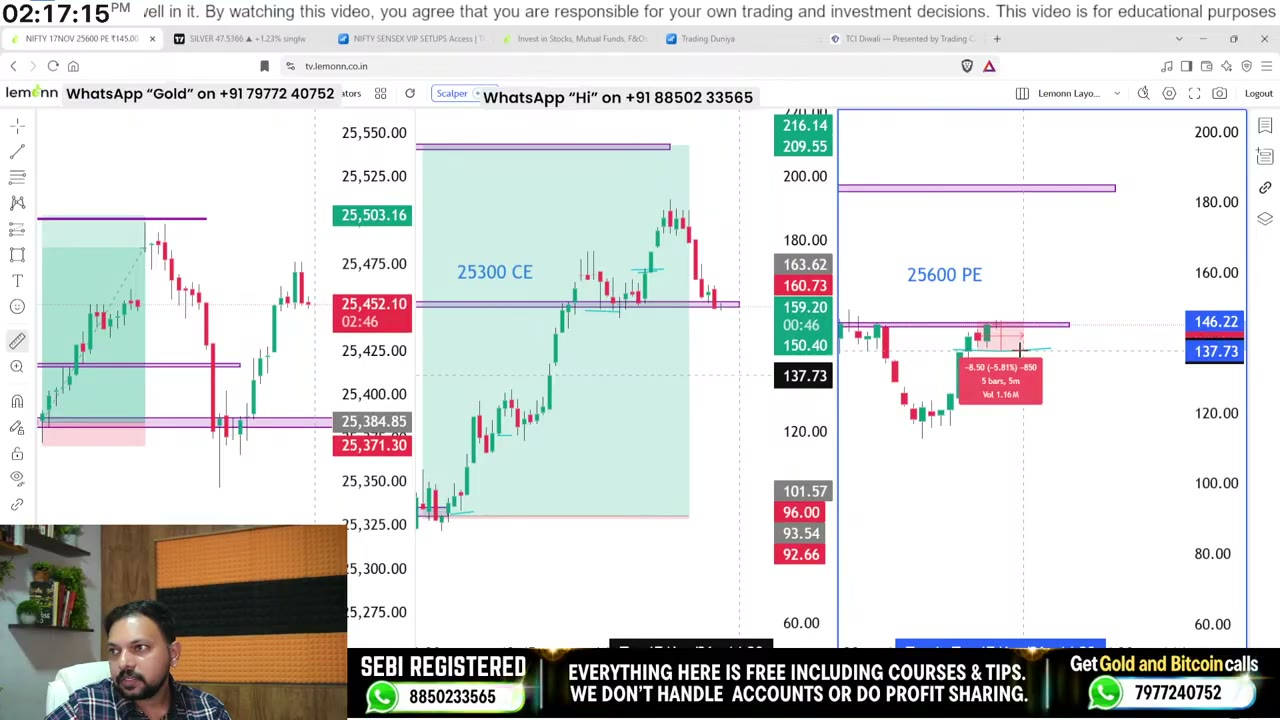 02:17:15 PM
vell in it. By watching this video, you agree that you are responsible for your own trading and investment decisions. This video is for educational purposes
NIFTY 17NOV 25600 PE ₹145.00
SILVER 47.5366 ▲ +1.23% singlw
NIFTY SENSEX VIP SETUPS Access
Invest in Stocks, Mutual Funds, F&O
Trading Duniya
TCI Diwali — Presented by Trading C
tv.lemonn.co.in
lemonn
WhatsApp “Gold” on +91 79772 40752
ators
Scalper
WhatsApp “Hi” on +91 88502 33565
Lemonn Layo...
Logout
25,550.00
25,525.00
25,503.16
25,475.00
25,452.10
02:46
25,425.00
25,400.00
25,384.85
25,371.30
25,350.00
25,325.00
25,300.00
25,275.00
25300 CE
220.00
216.14
209.55
200.00
180.00
163.62
160.73
159.20
00:46
150.40
137.73
120.00
101.57
96.00
93.54
92.66
60.00
25600 PE
−8.50 (−5.81%) −850
5 bars, 5m
Vol 1.16M
200.00
180.00
160.00
146.22
137.73
120.00
100.00
80.00
60.00
SEBI REGISTERED
8850233565
EVERYTHING HERE IS FREE INCLUDING COURSES & TIPS.
WE DON’T HANDLE ACCOUNTS OR DO PROFIT SHARING.
Get Gold and Bitcoin calls
7977240752